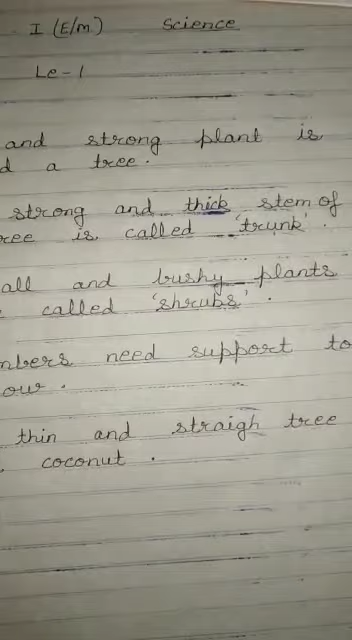 I (E/m) Science
Le-1
and strong plant is
d a tree.
strong and thick stem of
ree is called 'trunk'.
all and bushy plants
called 'shrubs'.
mbers need support to
ow.
thin and straigh tree
coconut.